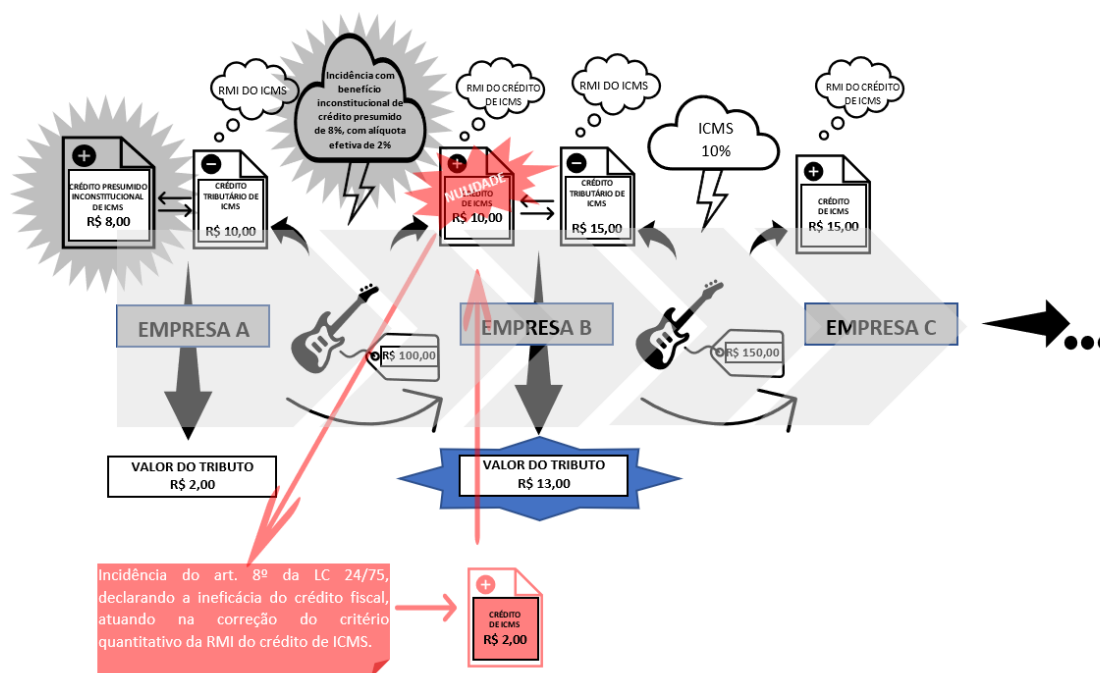 RMI DO ICMS
Incidência com
benefício
inconstitucional de
crédito presumido
de 8%, com alíquota
efetiva de 2%
RMI DO CRÉDITO
DE ICMS
RMI DO ICMS
ICMS
10%
RMI DO CRÉDITO
DE ICMS
CRÉDITO PRESUMIDO
INCONSTITUCIONAL
DE ICMS
R$ 8,00
CRÉDITO
TRIBUTÁRIO DE
ICMS
R$ 10,00
NULIDADE
CRÉDITO
DE ICMS
R$ 10,00
CRÉDITO
TRIBUTÁRIO DE
ICMS
R$ 15,00
CRÉDITO
DE ICMS
R$ 15,00
EMPRESA A
R$ 100,00
EMPRESA B
R$ 150,00
EMPRESA C
VALOR DO TRIBUTO
R$ 2,00
VALOR DO TRIBUTO
R$ 13,00
Incidência do art. 8º da LC 24/75,
declarando a ineficácia do crédito fiscal,
atuando na correção do critério
quantitativo da RMI do crédito de ICMS.
CRÉDITO
DE ICMS
R$ 2,00